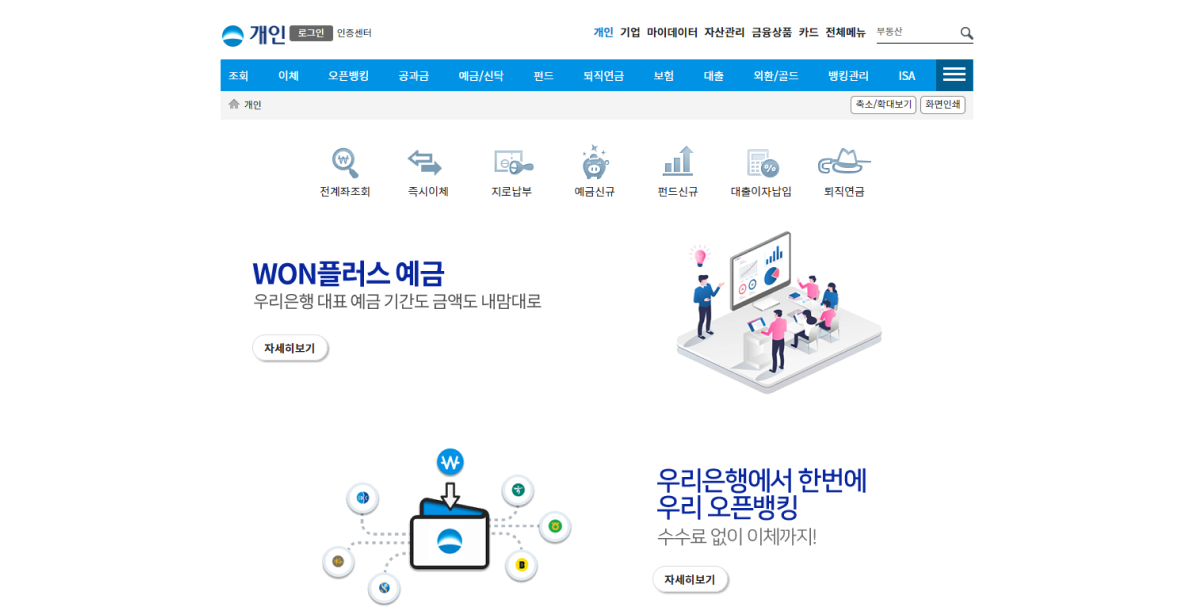 개인 로그인 인증센터
개인 기업 마이데이터 자산관리 금융상품 카드 전체메뉴 부동산
조회 이체 오픈뱅킹 공과금 예금/신탁 펀드 퇴직연금 보험 대출 외환/골드 뱅킹관리 ISA
개인 축소/확대보기 화면인쇄
전계좌조회 즉시이체 지로납부 예금신규 펀드신규 대출이자납입 퇴직연금
WON플러스 예금
우리은행 대표 예금 기간도 금액도 내맘대로
자세히보기
우리은행에서 한번에
우리 오픈뱅킹
수수료 없이 이체까지!
자세히보기